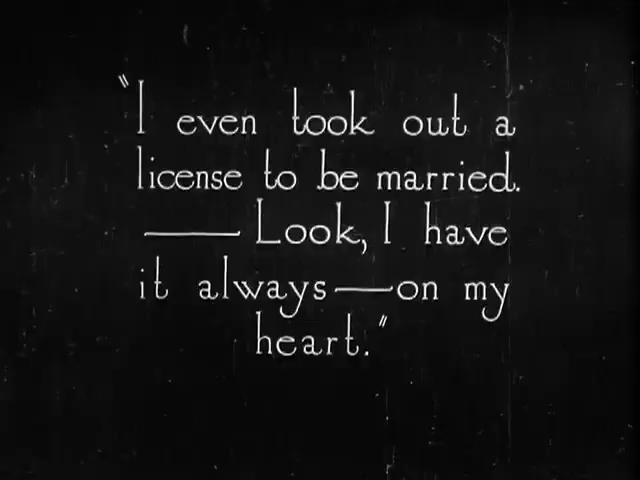 "I even took out a
license to be married.
—— Look, I have
it always—on my
heart."